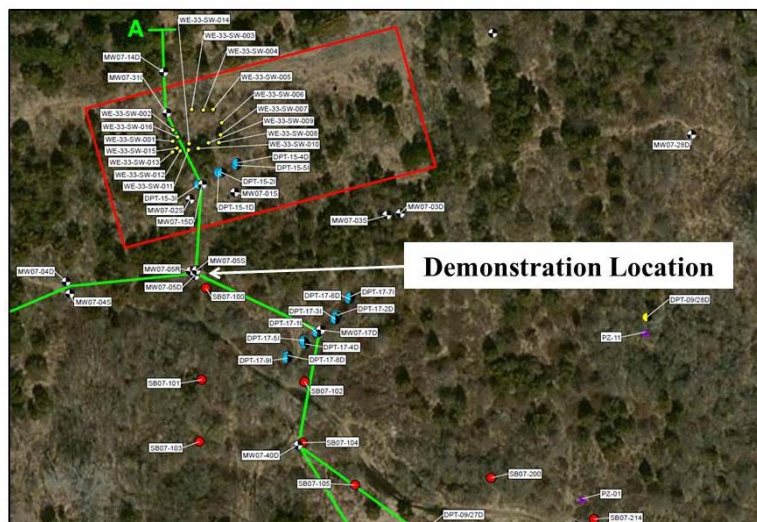 WE-33-SW-014
WE-33-SW-003
A
WE-33-SW-004
MW07-14D
WE-33-SW-005
MW07-31I
WE-33-SW-006
WE-33-SW-002
WE-33-SW-007
WE-33-SW-016
WE-33-SW-009
WE-33-SW-001
WE-33-SW-008
WE-33-SW-015
WE-33-SW-010
WE-33-SW-013
DPT-15-4D
WE-33-SW-012
DPT-15-5I
WE-33-SW-011
DPT-15-2I
DPT-15-3I
MW07-01S
MW07-02S
DPT-15-1D
MW07-15D
MW07-28D
MW07-03S
MW07-03D
MW07-05S
MW07-04D
MW07-05R
MW07-05D
MW07-04S
SB07-100
Demonstration Location
DPT-17-6D
DPT-17-7I
DPT-17-3I
DPT-17-2D
DPT-09/28D
DPT-17-1I
MW07-17D
PZ-11
DPT-17-5I
DPT-17-4D
DPT-17-9I
DPT-17-8D
SB07-101
SB07-102
SB07-103
SB07-104
MW07-40D
SB07-105
SB07-200
PZ-01
DPT-09/27D
SB07-214